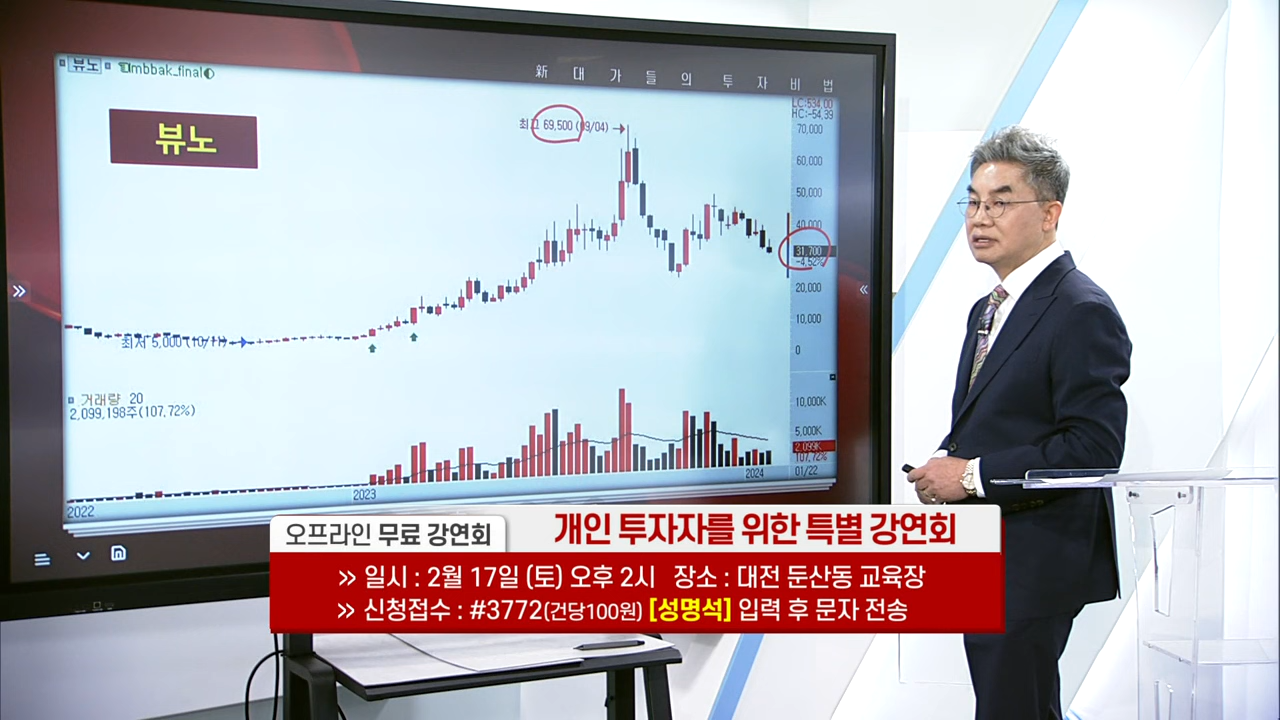 뷰노
mbbak_final
新 대 가 들 의 투 자 비 법
뷰노
최고 69,500 (09/04)
LC:534.00
HC:-54.39
70,000
60,000
50,000
40,000
31,700
-4.52%
20,000
10,000
0
최저 5,000 (10/11)
거래량 20
2,099,198주(107.72%)
10,000K
5,000K
2,099K
107.72%
01/22
2022
2023
2024
오프라인 무료 강연회
개인 투자자를 위한 특별 강연회
» 일시 : 2월 17일 (토) 오후 2시 장소 : 대전 둔산동 교육장
» 신청접수 : #3772(건당100원) [성명석] 입력 후 문자 전송